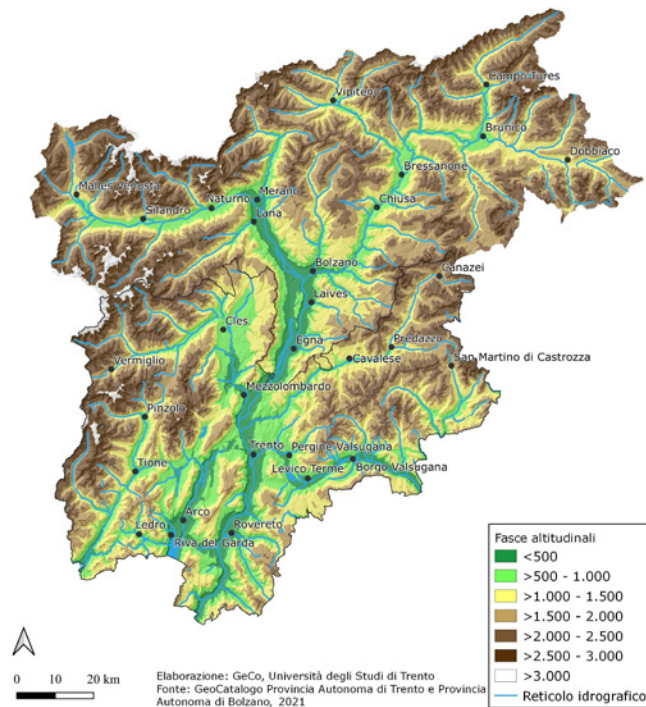 Campo Tures
Vipiteno
Brunico
Dobbiaco
Bressanone
Malles Venosta
Naturno
Merano
Silandro
Lana
Chiusa
Bolzano
Canazei
Laives
Cles
Egna
Predazzo
Vermiglio
Cavalese
San Martino di Castrozza
Mezzolombardo
Pinzolo
Trento
Pergine Valsugana
Tione
Levico Terme
Borgo Valsugana
Arco
Ledro
Rovereto
Riva del Garda
Fasce altitudinali
<500
>500 - 1.000
>1.000 - 1.500
>1.500 - 2.000
>2.000 - 2.500
>2.500 - 3.000
>3.000
Reticolo idrografico
0 10 20 km
Elaborazione: GeCo, Università degli Studi di Trento
Fonte: GeoCatalogo Provincia Autonoma di Trento e Provincia
Autonoma di Bolzano, 2021